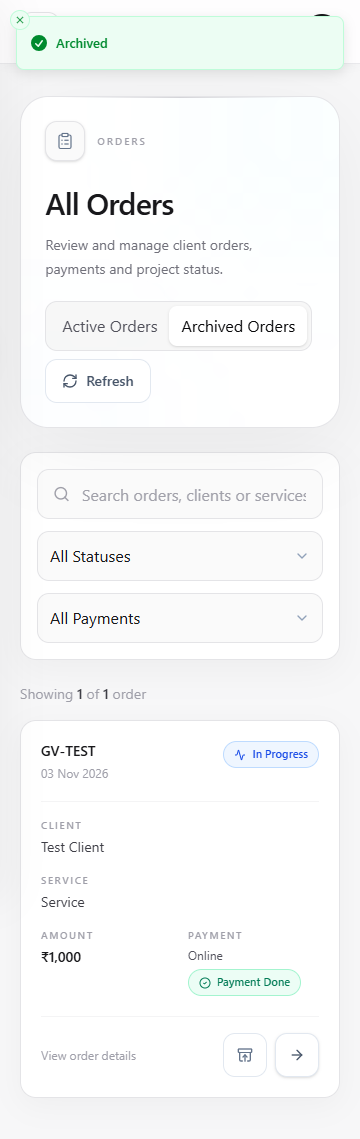 Archived
ORDERS
All Orders
Review and manage client orders,
payments and project status.
Active Orders
Archived Orders
Refresh
Search orders, clients or services
All Statuses
All Payments
Showing 1 of 1 order
GV-TEST
In Progress
03 Nov 2026
CLIENT
Test Client
SERVICE
Service
AMOUNT
PAYMENT
₹1,000
Online
Payment Done
View order details